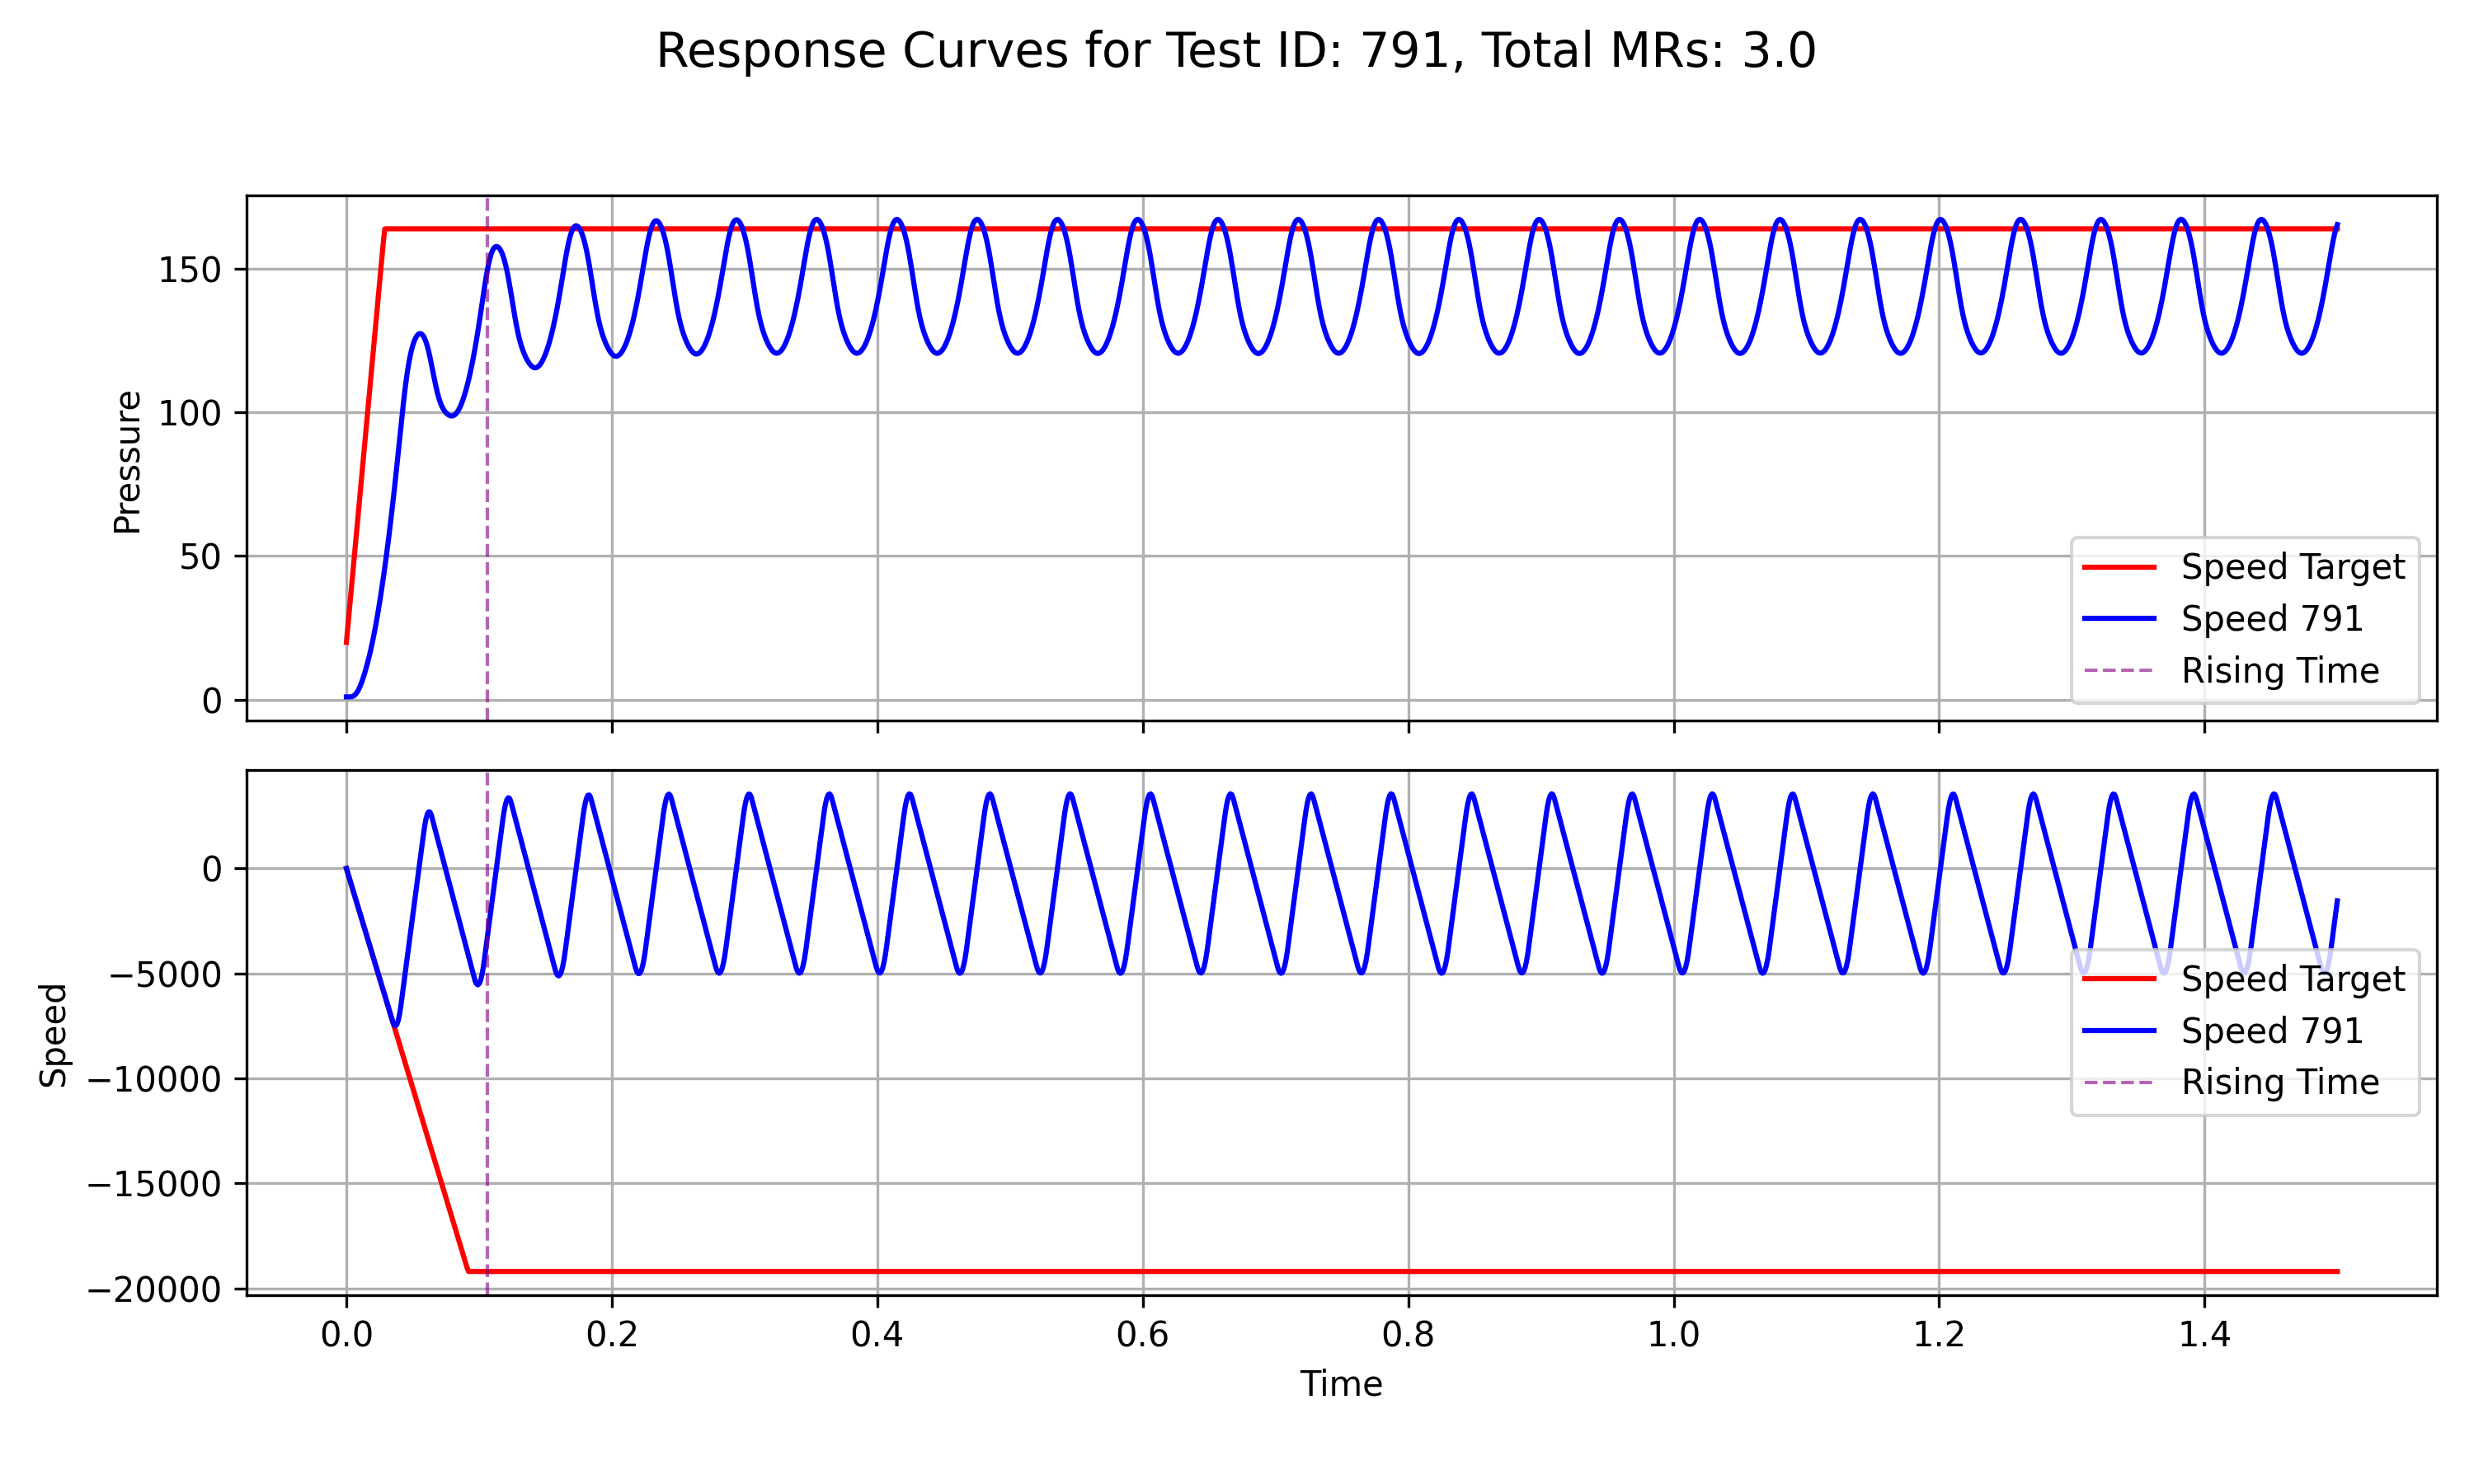 Response Curves for Test ID: 791, Total MRs: 3.0
150
100
50
0
Pressure
Speed Target
Speed 791
Rising Time
0
−5000
−10000
−15000
−20000
Speed
Speed Target
Speed 791
Rising Time
0.0 0.2 0.4 0.6 0.8 1.0 1.2 1.4
Time